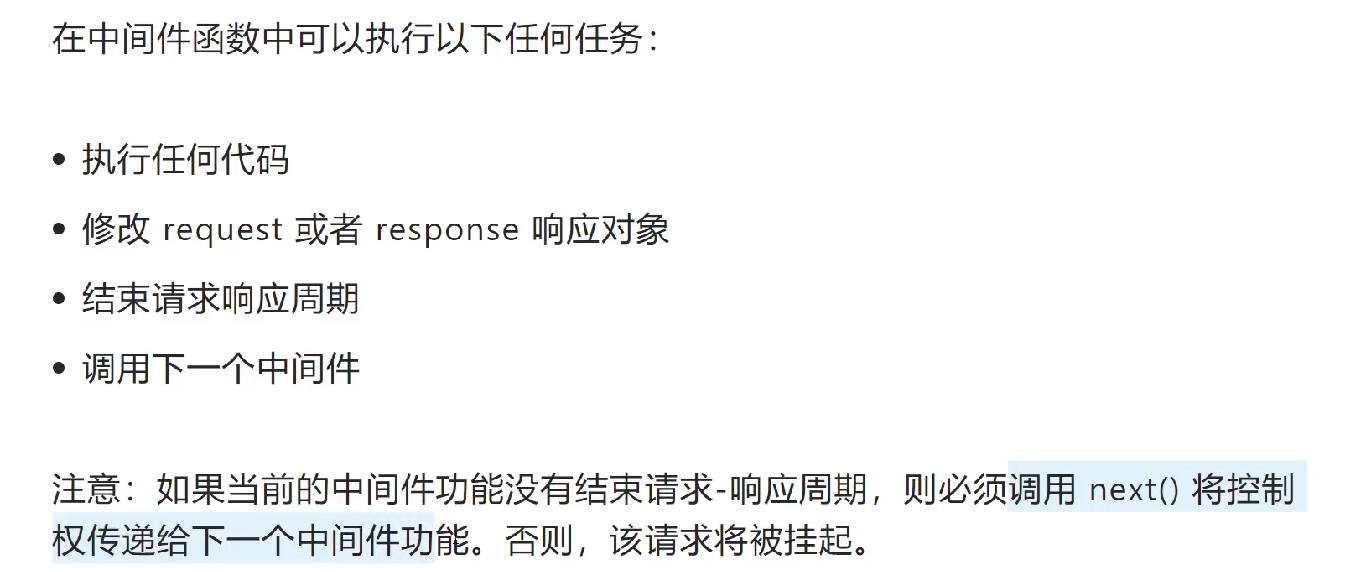 在中间件函数中可以执行以下任何任务：
• 执行任何代码
• 修改 request 或者 response 响应对象
• 结束请求响应周期
• 调用下一个中间件
注意：如果当前的中间件功能没有结束请求-响应周期，则必须调用 next() 将控制
权传递给下一个中间件功能。否则，该请求将被挂起。